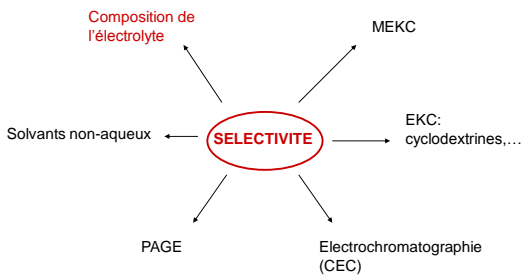 Composition de
l'électrolyte
MEKC
Solvants non-aqueux
SELECTIVITE
EKC:
cyclodextrines,…
PAGE
Electrochromatographie
(CEC)